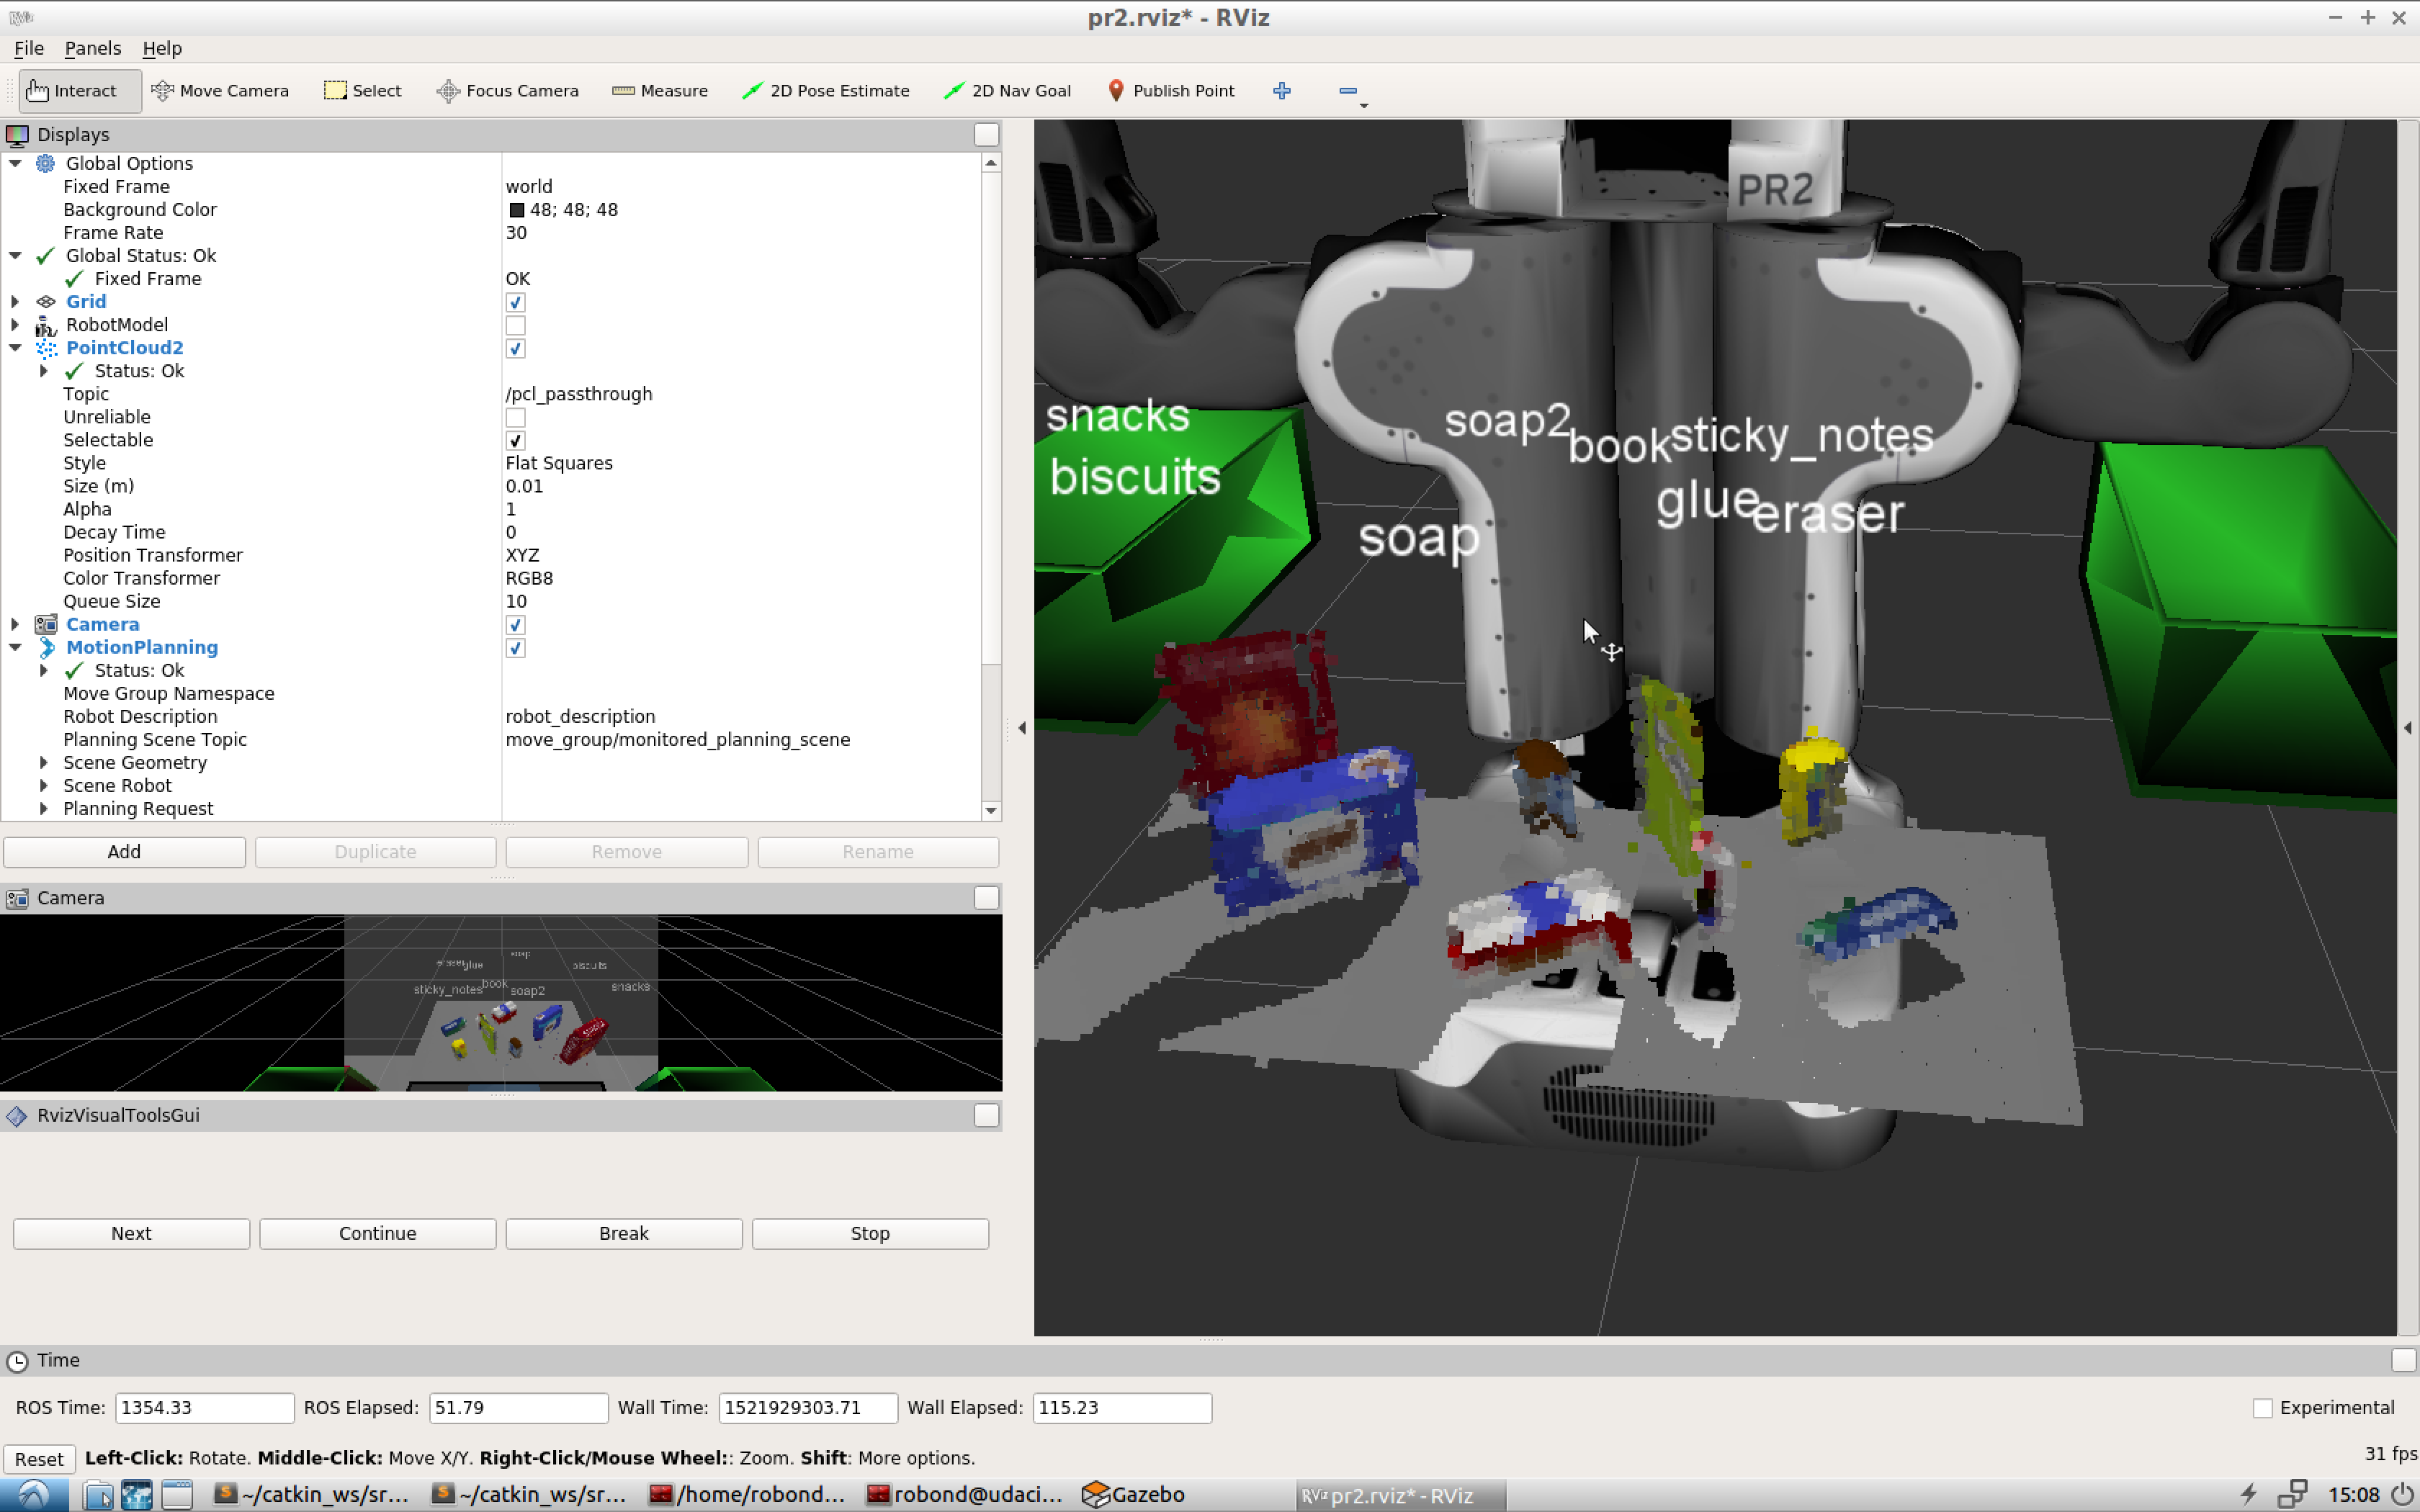 pr2.rviz* - RViz
File Panels Help
Interact Move Camera Select Focus Camera Measure 2D Pose Estimate 2D Nav Goal Publish Point
Displays
Global Options
Fixed Frame world
Background Color 48; 48; 48
Frame Rate 30
Global Status: Ok
Fixed Frame OK
Grid
RobotModel
PointCloud2
Status: Ok
Topic /pcl_passthrough
Unreliable
Selectable
Style Flat Squares
Size (m) 0.01
Alpha 1
Decay Time 0
Position Transformer XYZ
Color Transformer RGB8
Queue Size 10
Camera
MotionPlanning
Status: Ok
Move Group Namespace
Robot Description robot_description
Planning Scene Topic move_group/monitored_planning_scene
Scene Geometry
Scene Robot
Planning Request
Add Duplicate Remove Rename
Camera
eraser glue soap biscuits
sticky_notes book soap2 snacks
RvizVisualToolsGui
Next Continue Break Stop
PR2
snacks soap2 book sticky_notes
biscuits glue eraser
soap
Time
ROS Time: 1354.33 ROS Elapsed: 51.79 Wall Time: 1521929303.71 Wall Elapsed: 115.23 Experimental
Reset Left-Click: Rotate. Middle-Click: Move X/Y. Right-Click/Mouse Wheel:: Zoom. Shift: More options. 31 fps
~/catkin_ws/sr... ~/catkin_ws/sr... /home/robond... robond@udaci... Gazebo RViz pr2.rviz* - RViz 15:08